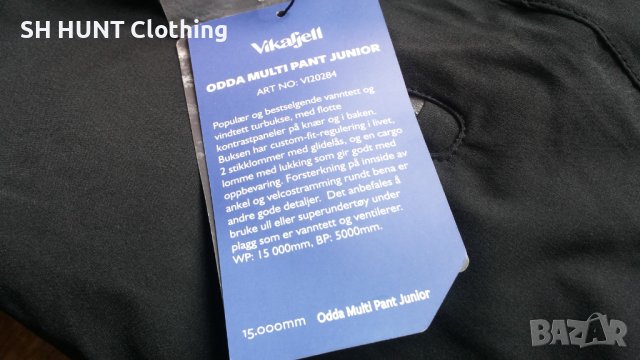 SH HUNT Clothing
Vikafjell
ODDA MULTI PANT JUNIOR
ART NO: VI20284
Populær og bestselgende vanntett og
vindtett turbukse, med flotte
kontrastpaneler på knær og i baken.
Buksen har custom-fit-regulering i livet,
2 stikklommer med glidelås, og en cargo
lomme med lukking som gir godt med
oppbevaring. Forsterkning på innside av
ankel og velcostramming rundt bena er
andre gode detaljer. Det anbefales å
bruke ull eller superundertøy under
plagg som er vanntett og ventilerer.
WP: 15 000mm, BP: 5000mm.
15.000mm Odda Multi Pant Junior
BAZAR